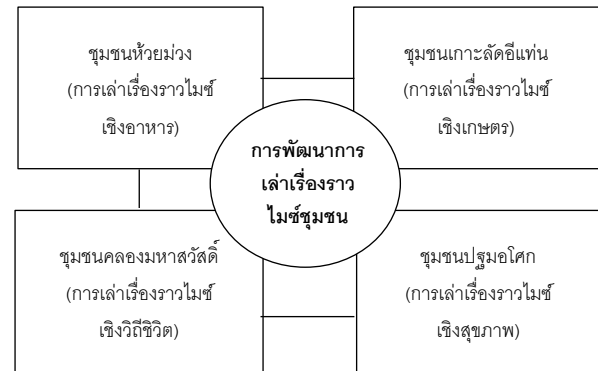 ชุมชนห้วยม่วง
(การเล่าเรื่องราวไมซ์
เชิงอาหาร)
ชุมชนเกาะลัดอีแท่น
(การเล่าเรื่องราวไมซ์
เชิงเกษตร)
การพัฒนาการ
เล่าเรื่องราว
ไมซ์ชุมชน
ชุมชนคลองมหาสวัสดิ์
(การเล่าเรื่องราวไมซ์
เชิงวิถีชิวิต)
ชุมชนปฐมอโศก
(การเล่าเรื่องราวไมซ์
เชิงสุขภาพ)